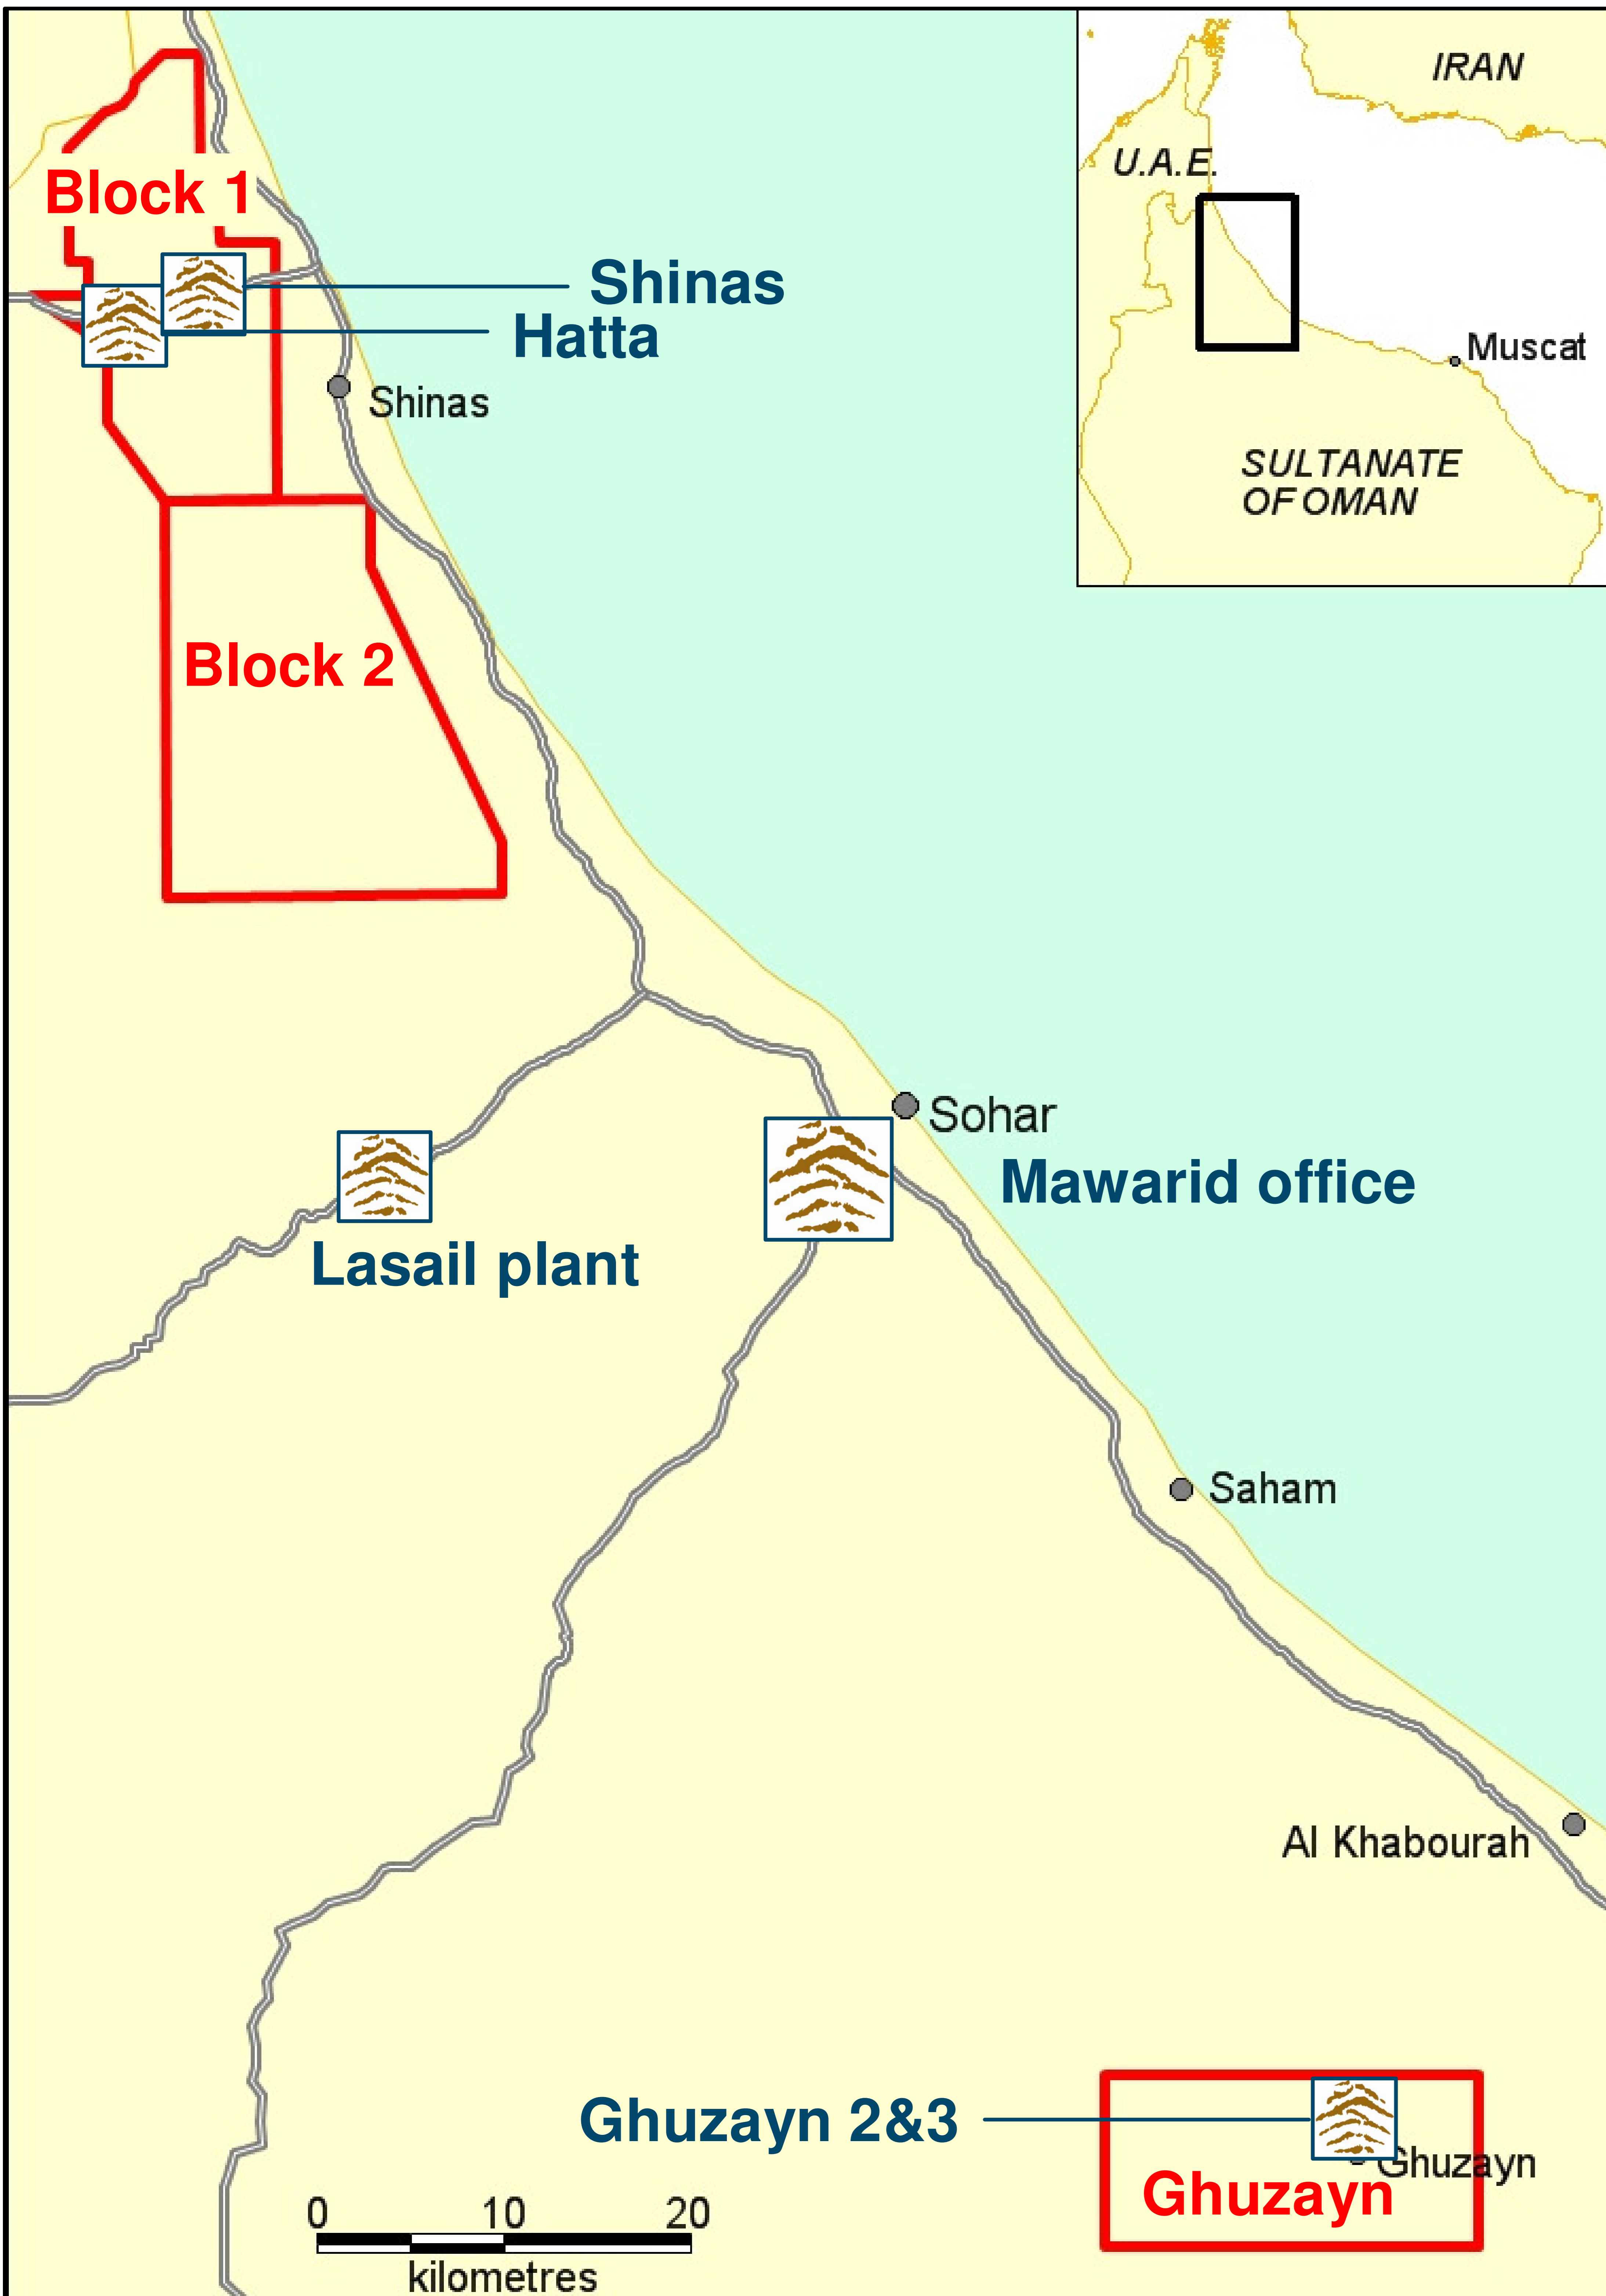 IRAN
U.A.E.
Block 1
Shinas
Hatta
Muscat
Shinas
SULTANATE
OF OMAN
Block 2
Sohar
Mawarid office
Lasail plant
Saham
Al Khabourah
Ghuzayn 2&3
Ghuzayn
Ghuzayn
0 10 20
kilometres